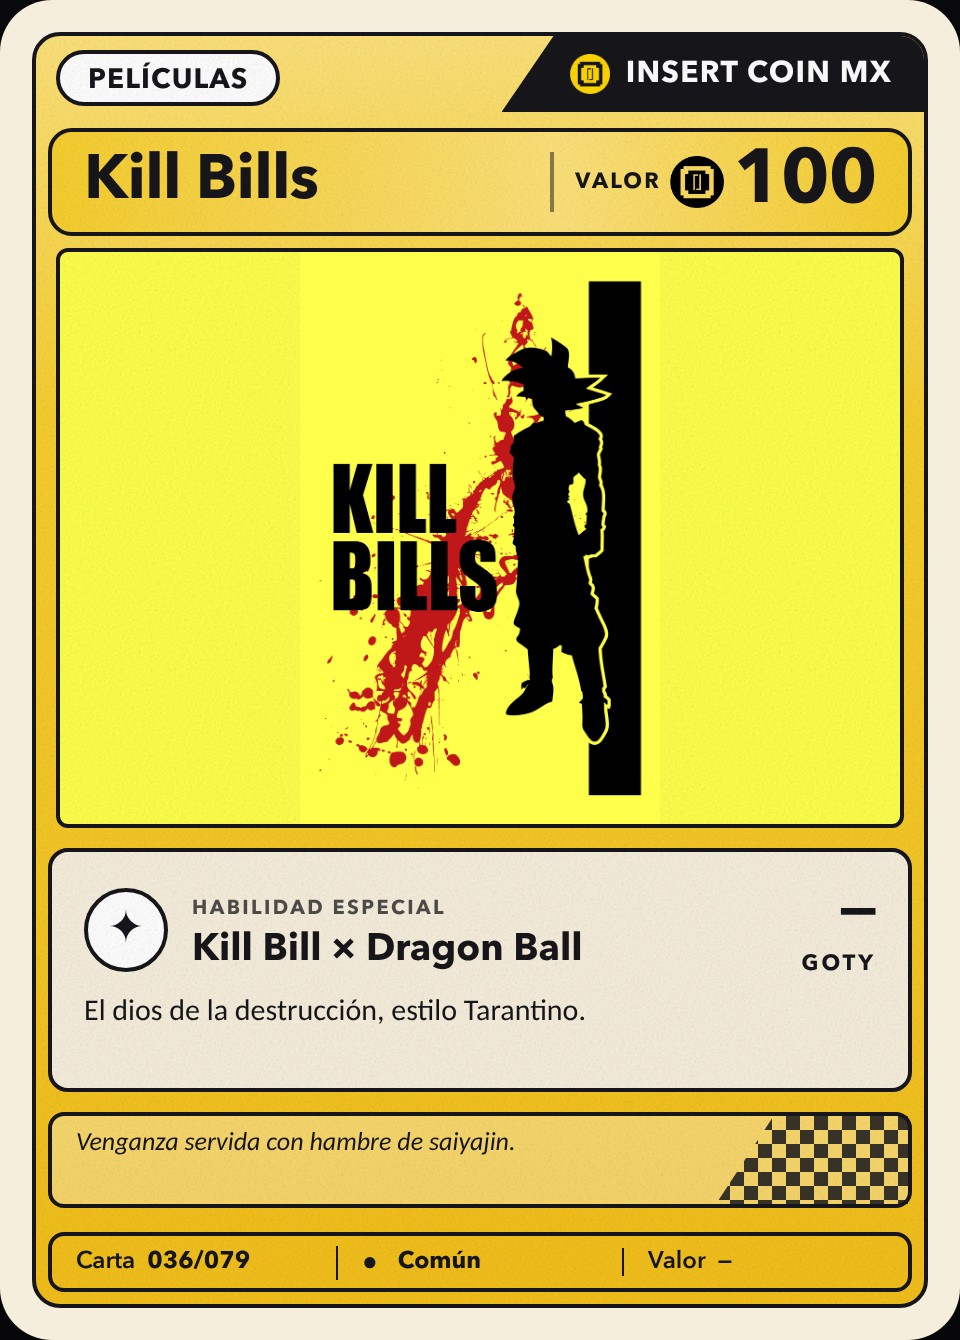 PELÍCULAS
INSERT COIN MX
Kill Bills
VALOR 100
KILL
BILLS
HABILIDAD ESPECIAL
Kill Bill × Dragon Ball
–
GOTY
El dios de la destrucción, estilo Tarantino.
Venganza servida con hambre de saiyajin.
Carta 036/079 • Común Valor –